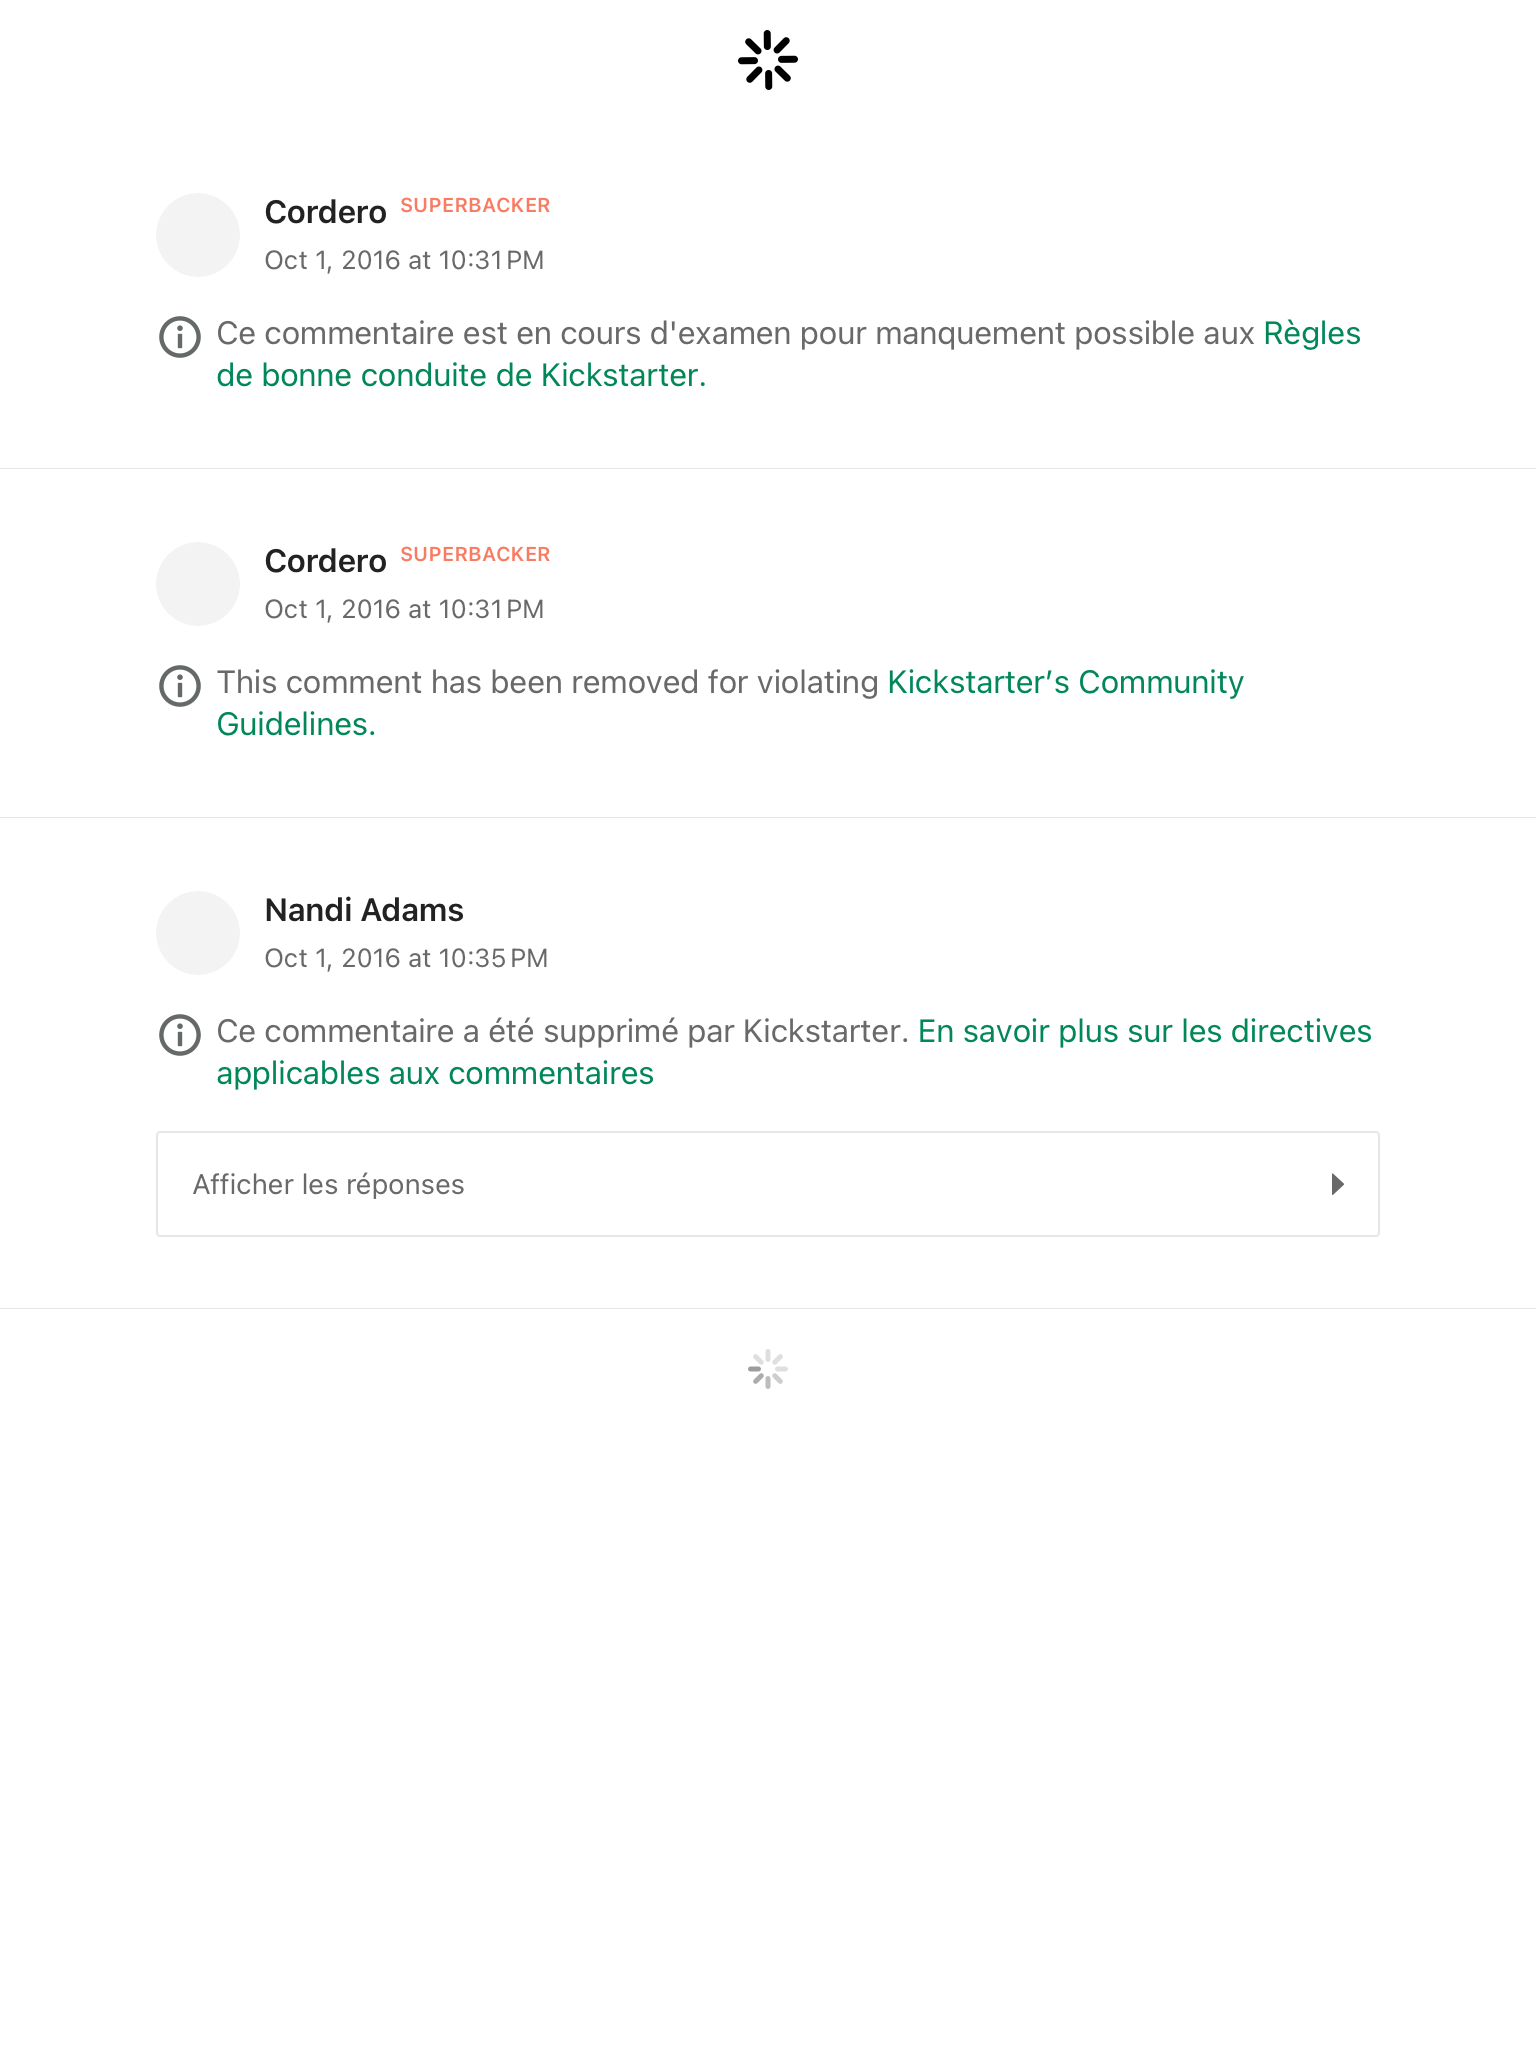 Cordero SUPERBACKER
Oct 1, 2016 at 10:31 PM
Ce commentaire est en cours d'examen pour manquement possible aux Règles
de bonne conduite de Kickstarter.
Cordero SUPERBACKER
Oct 1, 2016 at 10:31 PM
This comment has been removed for violating Kickstarter’s Community
Guidelines.
Nandi Adams
Oct 1, 2016 at 10:35 PM
Ce commentaire a été supprimé par Kickstarter. En savoir plus sur les directives
applicables aux commentaires
Afficher les réponses